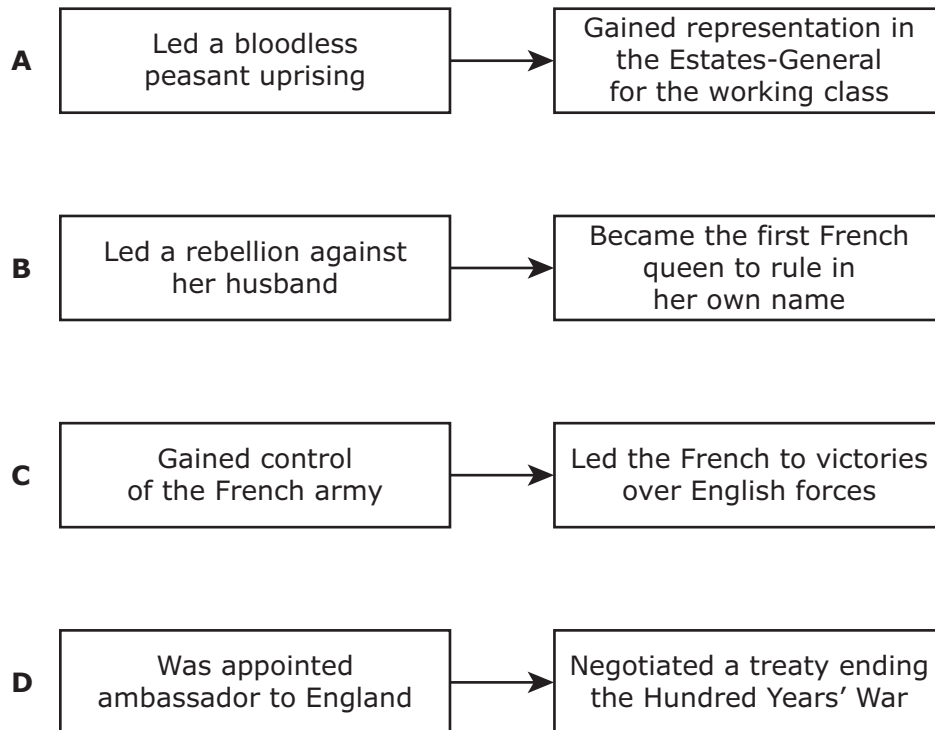 A
Led a bloodless
peasant uprising
Gained representation in
the Estates-General
for the working class
B
Led a rebellion against
her husband
Became the first French
queen to rule in
her own name
C
Gained control
of the French army
Led the French to victories
over English forces
D
Was appointed
ambassador to England
Negotiated a treaty ending
the Hundred Years’ War